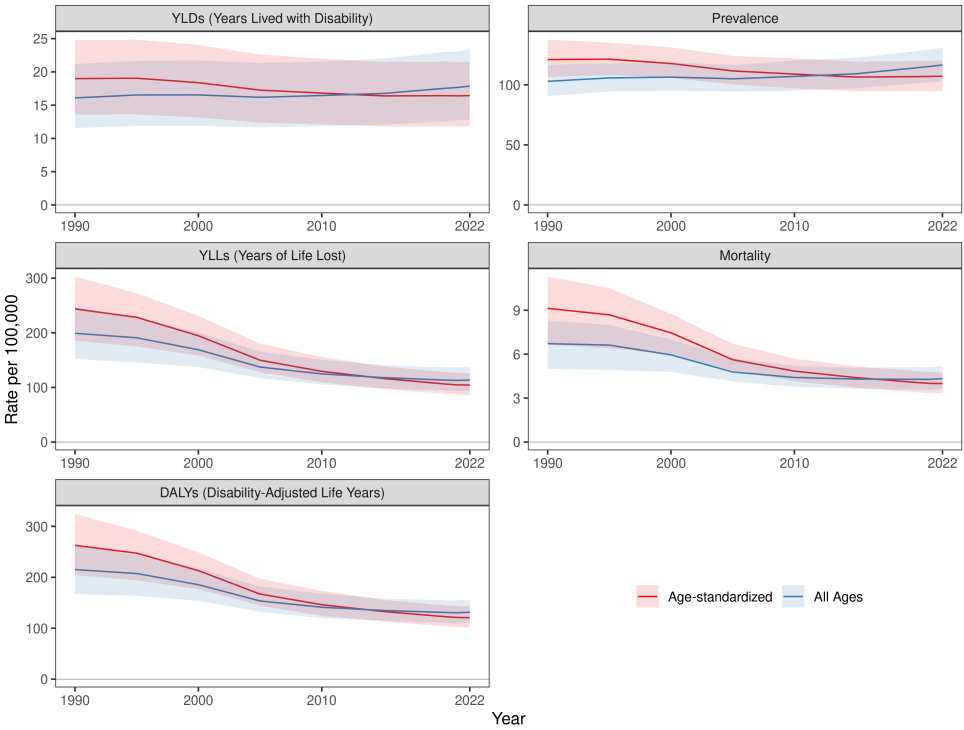 YLDs (Years Lived with Disability)
Prevalence
25
20
15
10
5
0
100
50
0
1990 2000 2010 2022
1990 2000 2010 2022
YLLs (Years of Life Lost)
Mortality
300
200
100
0
9
6
3
0
1990 2000 2010 2022
1990 2000 2010 2022
Rate per 100,000
DALYs (Disability-Adjusted Life Years)
300
200
100
0
1990 2000 2010 2022
Age-standardized All Ages
Year